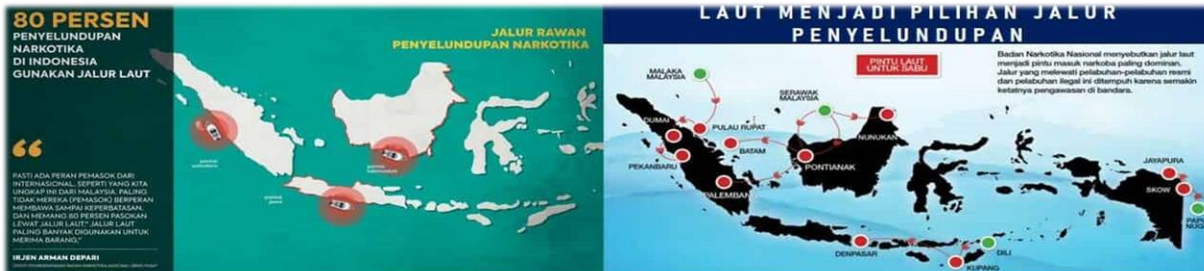 80 PERSEN
PENYELUNDUPAN
NARKOTIKA
DI INDONESIA
GUNAKAN JALUR LAUT
PASTI ADA PERAN PEMASOK DARI
INTERNASIONAL. SEPERTI YANG KITA
UNGKAP INI DARI MALAYSIA. PALING
TIDAK MEREKA (PEMASOK) BERPERAN
MEMBAWA SAMPAI KEPERBATASAN.
DAN MEMANG 80 PERSEN PASOKAN
LEWAT JALUR LAUT," JALUR LAUT
PALING BANYAK DIGUNAKAN UNTUK
MERIMA BARANG,"
IRJEN ARMAN DEPARI
JALUR RAWAN
PENYELUNDUPAN NARKOTIKA
LAUT MENJADI PILIHAN JALUR
PENYELUNDUPAN
PINTU LAUT
UNTUK SABU
Badan Narkotika Nasional menyebutkan jalur laut
menjadi pintu masuk narkoba paling dominan.
Jalur yang melewati pelabuhan-pelabuhan resmi
dan pelabuhan ilegal ini ditempuh karena semakin
ketatnya pengawasan di bandara.
MALAKA
MALAYSIA
SERAWAK
MALAYSIA
DUMAI
PULAU RUPAT
NUNUKAN
BATAM
PEKANBARU
PONTIANAK
PALEMBANG
JAYAPURA
SKOW
PAPU
NUG
DENPASAR
KUPANG
DILI